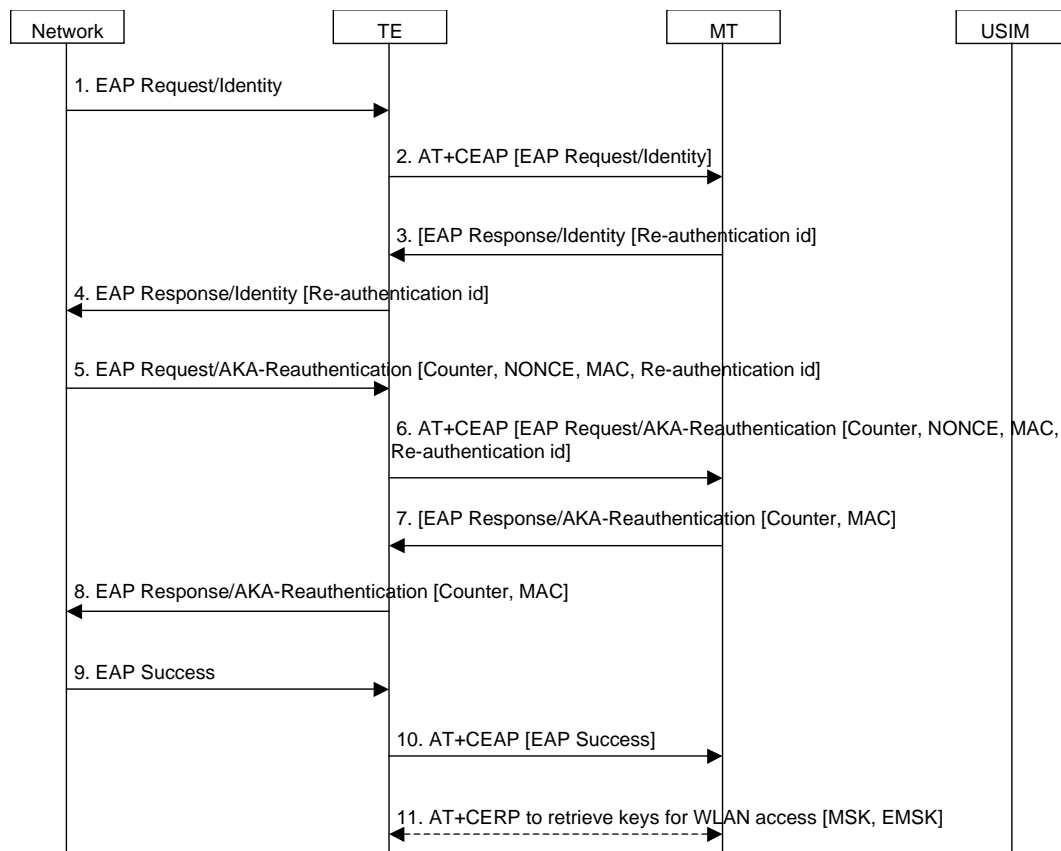 Network
TE
MT
USIM
1. EAP Request/Identity
2. AT+CEAP [EAP Request/Identity]
3. [EAP Response/Identity [Re-authentication id]
4. EAP Response/Identity [Re-authentication id]
5. EAP Request/AKA-Reauthentication [Counter, NONCE, MAC, Re-authentication id]
6. AT+CEAP [EAP Request/AKA-Reauthentication [Counter, NONCE, MAC,
Re-authentication id]
7. [EAP Response/AKA-Reauthentication [Counter, MAC]
8. EAP Response/AKA-Reauthentication [Counter, MAC]
9. EAP Success
10. AT+CEAP [EAP Success]
11. AT+CERP to retrieve keys for WLAN access [MSK, EMSK]